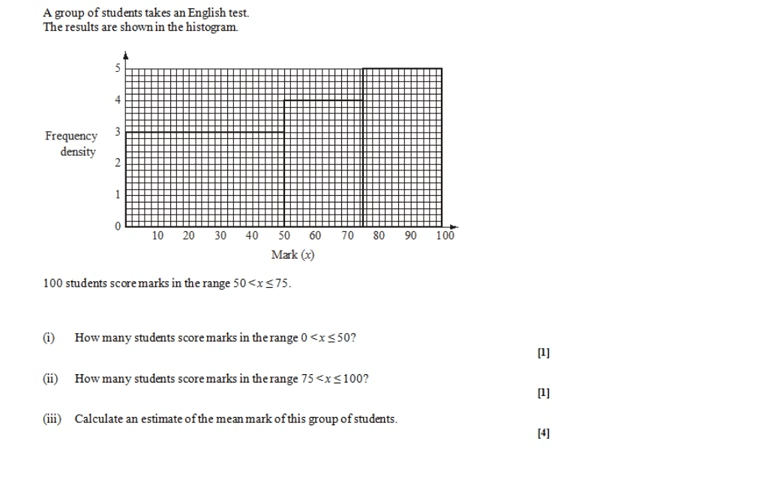 A group of students takes an English test.
The results are shown in the histogram.
5
4
3
2
1
0
Frequency
density
10 20 30 40 50 60 70 80 90 100
Mark (x)
100 students score marks in the range 50 < x ≤ 75.
(i) How many students score marks in the range 0 < x ≤ 50?
[1]
(ii) How many students score marks in the range 75 < x ≤ 100?
[1]
(iii) Calculate an estimate of the mean mark of this group of students.
[4]